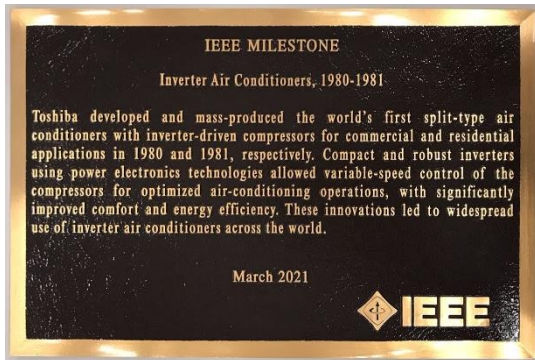 IEEE MILESTONE
Inverter Air Conditioners, 1980-1981
Toshiba developed and mass-produced the world's first split-type air
conditioners with inverter-driven compressors for commercial and residential
applications in 1980 and 1981, respectively. Compact and robust inverters
using power electronics technologies allowed variable-speed control of the
compressors for optimized air-conditioning operations, with significantly
improved comfort and energy efficiency. These innovations led to widespread
use of inverter air conditioners across the world.
March 2021
IEEE